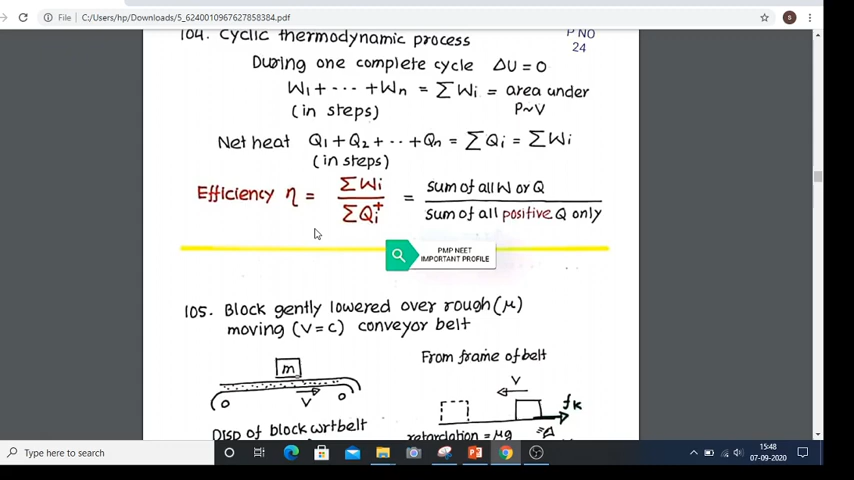 C:/Users/hp/Downloads/5_6240010967627858384.pdf
104. Cyclic thermodynamic process
P NO
24
During one complete cycle ΔU = 0
W1 + ··· + Wn = ΣWi = area under
P~V
(in steps)
Net heat Q1 + Q2 + ·· + Qn = ΣQi = ΣWi
(in steps)
Efficiency η = ΣWi / ΣQi+ = sum of all W or Q / sum of all positive Q only
PMP NEET
IMPORTANT PROFILE
105. Block gently lowered over rough (μ)
moving (V = C) conveyor belt
From frame of belt
m
V
V
fk
Disp of block wrt belt
retardation = μg
Type here to search
15:48
07-09-2020